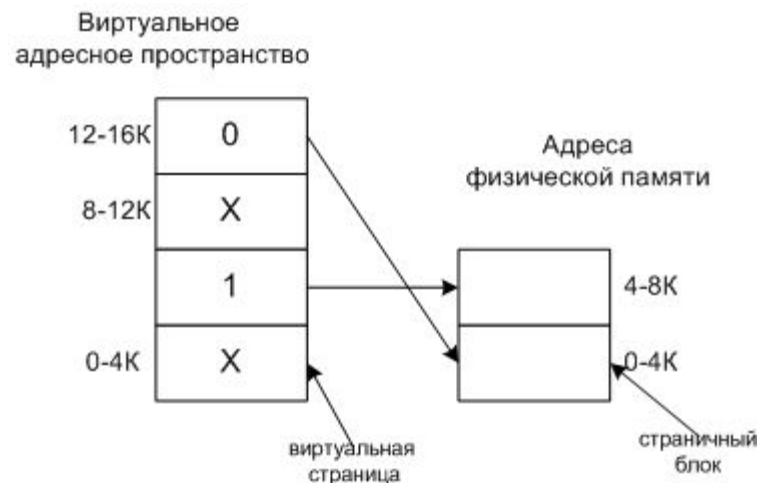 Виртуальное
адресное пространство
12-16К
0
8-12К
X
1
0-4К
X
Адреса
физической памяти
4-8К
0-4К
виртуальная
страница
страничный
блок